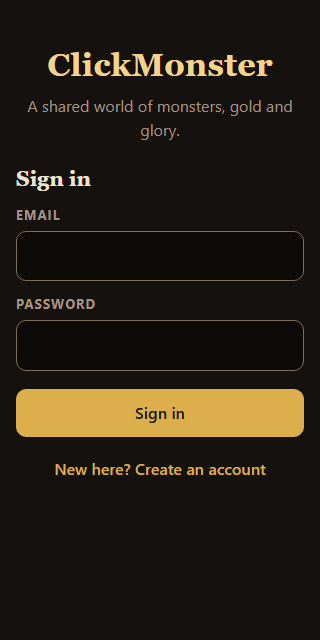 ClickMonster
A shared world of monsters, gold and
glory.
Sign in
EMAIL
PASSWORD
Sign in
New here? Create an account